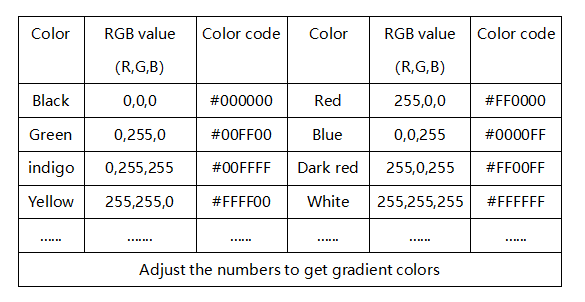 Color RGB value Color code Color RGB value Color code
(R,G,B) (R,G,B)
Black 0,0,0 #000000 Red 255,0,0 #FF0000
Green 0,255,0 #00FF00 Blue 0,0,255 #0000FF
indigo 0,255,255 #00FFFF Dark red 255,0,255 #FF00FF
Yellow 255,255,0 #FFFF00 White 255,255,255 #FFFFFF
...... ....... ...... ...... ...... ......
Adjust the numbers to get gradient colors